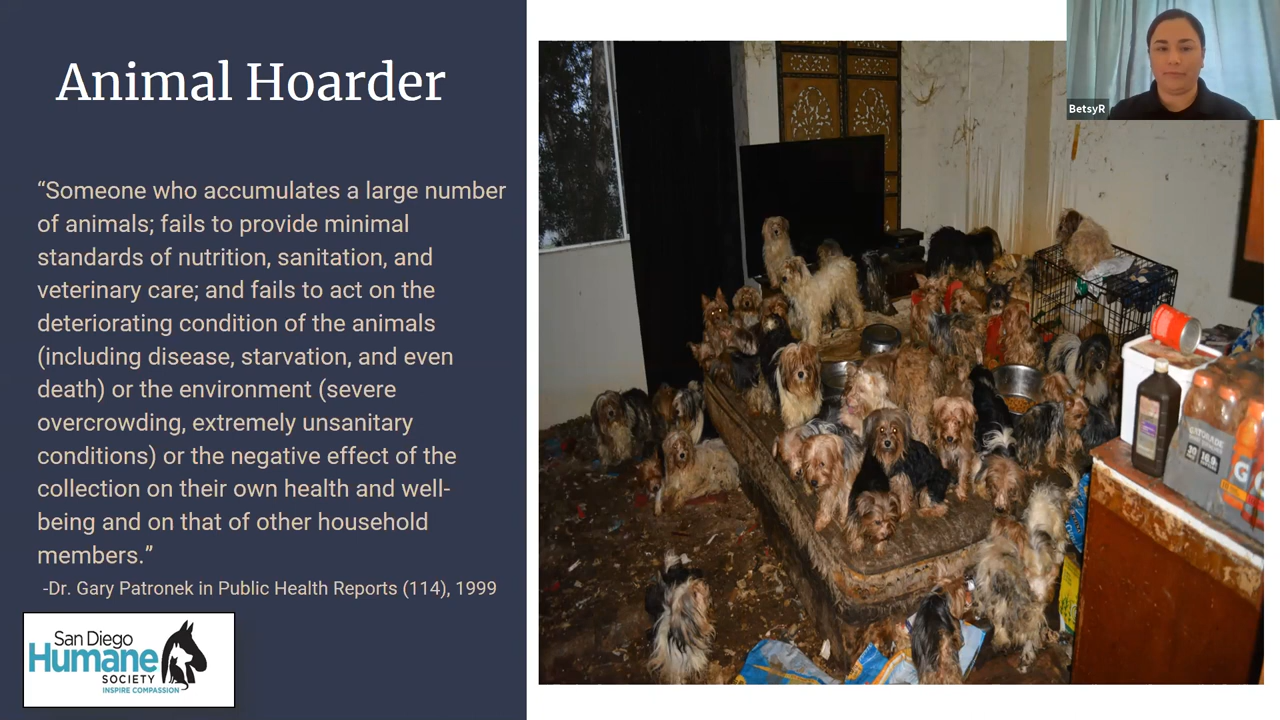 Animal Hoarder
“Someone who accumulates a large number
of animals; fails to provide minimal
standards of nutrition, sanitation, and
veterinary care; and fails to act on the
deteriorating condition of the animals
(including disease, starvation, and even
death) or the environment (severe
overcrowding, extremely unsanitary
conditions) or the negative effect of the
collection on their own health and well-
being and on that of other household
members.”
-Dr. Gary Patronek in Public Health Reports (114), 1999
San Diego
Humane
SOCIETY
INSPIRE COMPASSION
BetsyR
GATORADE
G